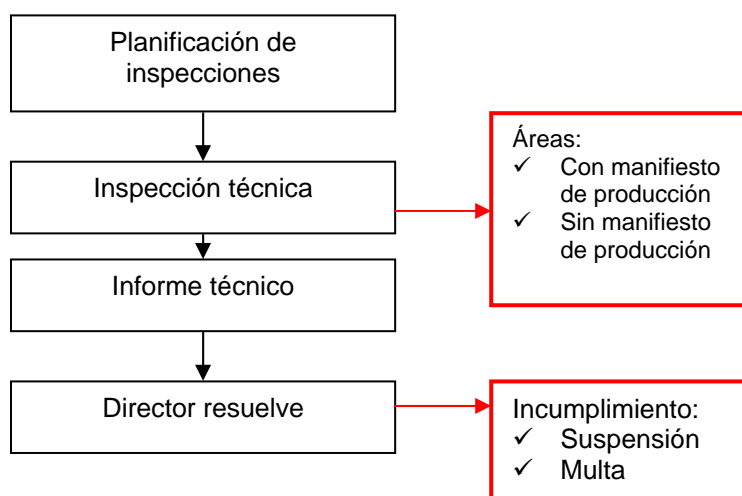 Planificación de
inspecciones
Inspección técnica
Áreas:
✓ Con manifiesto
de producción
✓ Sin manifiesto
de producción
Informe técnico
Director resuelve
Incumplimiento:
✓ Suspensión
✓ Multa